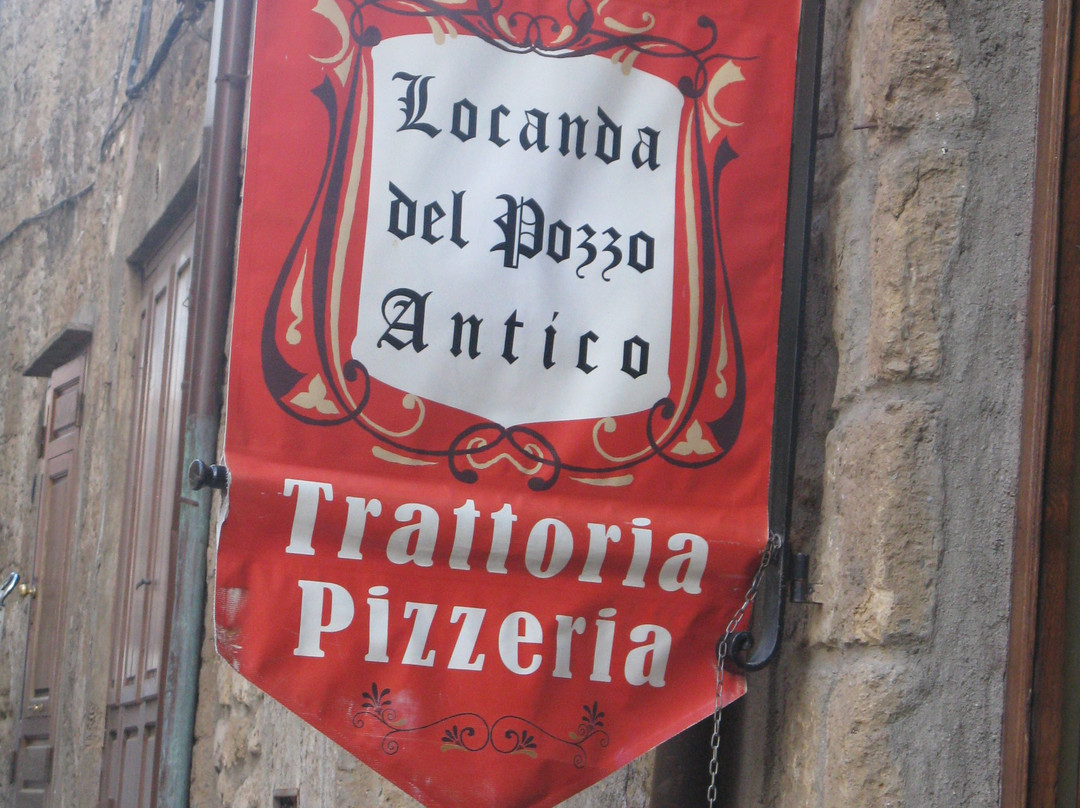 Locanda
del Pozzo
Antico
Trattoria
Pizzeria